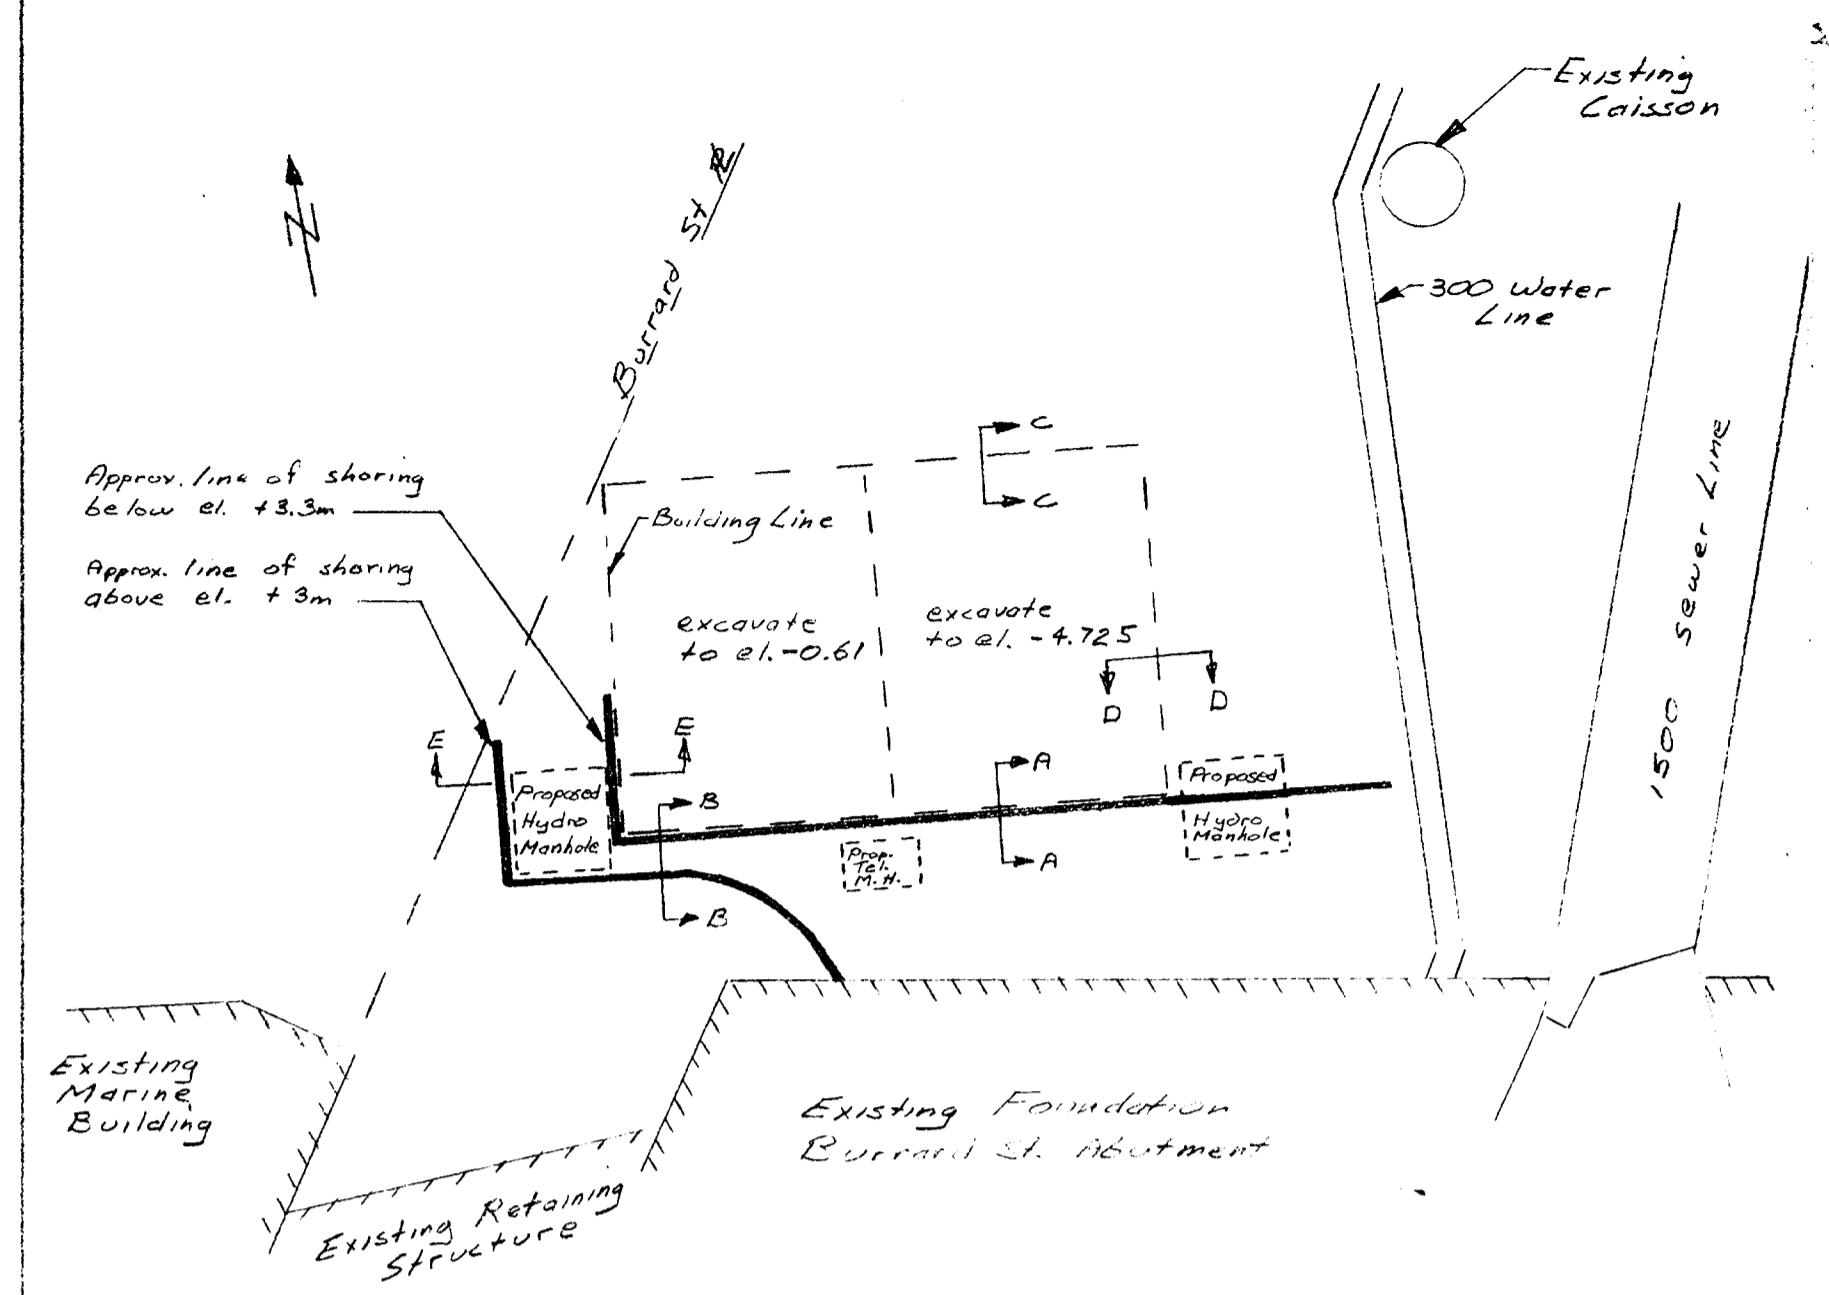 Existing
Caisson
N
Burrard St
300 Water
Line
C
C
Approx. line of shoring
below el. +3.3m
Building Line
Approx. line of shoring
above el. +3m
excavate
to el. -0.61
excavate
to el. -4.725
1500 Sewer Line
D
D
E
E
A
A
B
B
Proposed
Hydro
Manhole
Proposed
Hydro
Manhole
Prop.
Tel.
M.H.
Existing
Marine
Building
Existing Foundation
Burrard St. Abutment
Existing Retaining
Structure